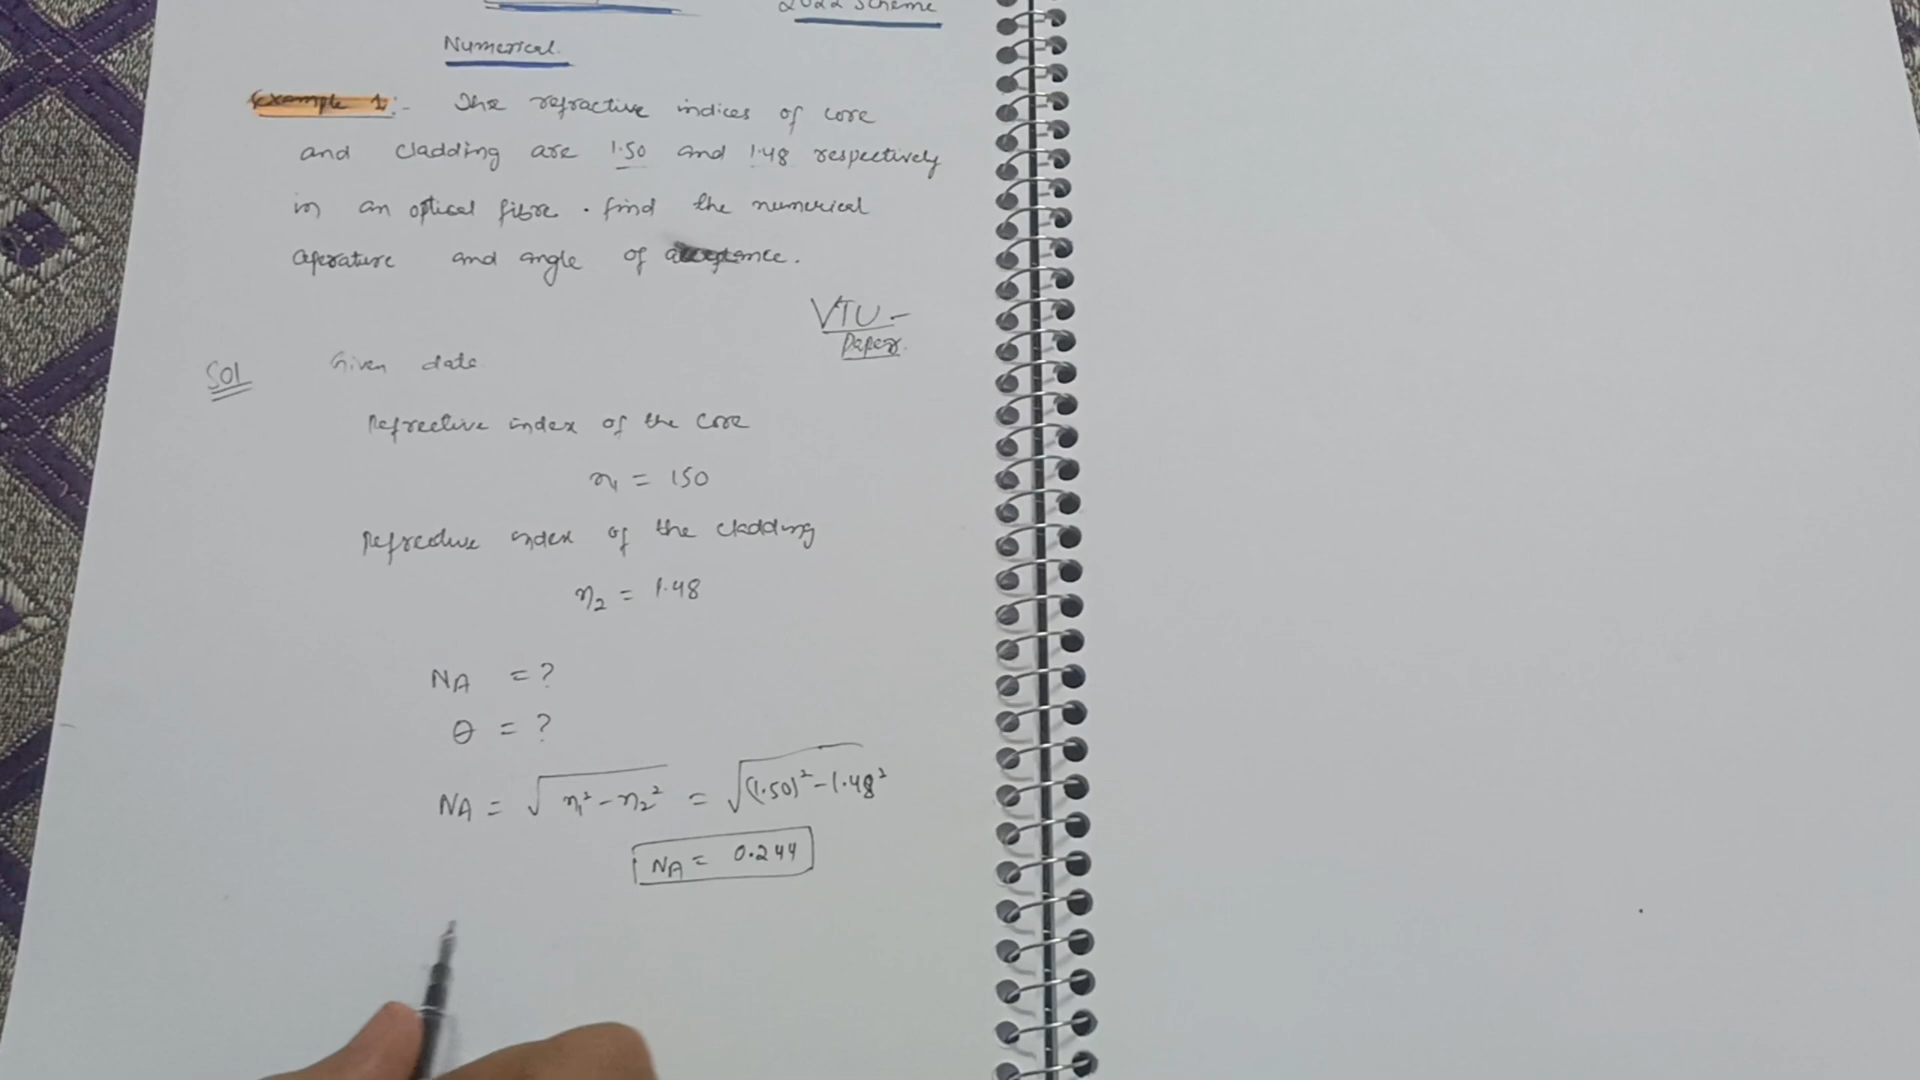 2022 Scheme
Numerical.
Example 1:- The refractive indices of core
and cladding are 1.50 and 1.48 respectively
in an optical fibre. find the numerical
aperature and angle of acceptance.
VTU -
Paper.
Sol Given data
Refractive index of the core
n1 = 150
Refractive index of the cladding
n2 = 1.48
NA = ?
θ = ?
NA = √n1² - n2² = √(1.50)² - 1.48²
NA = 0.244